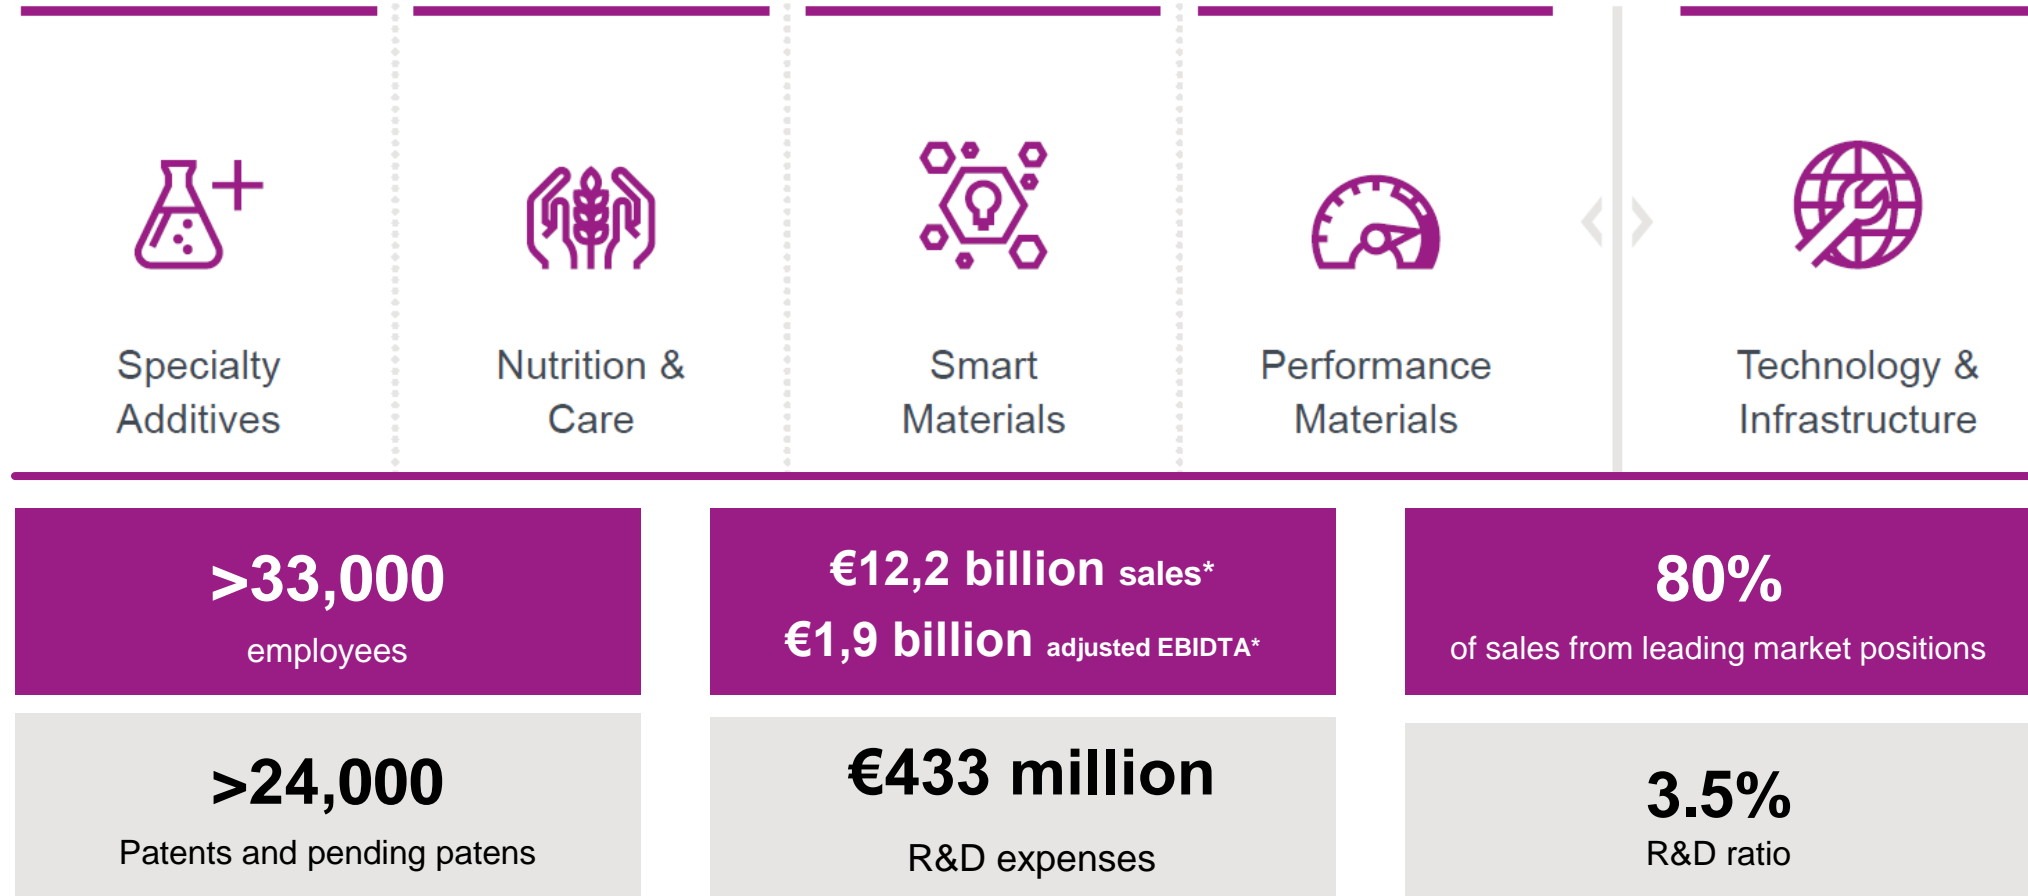 Specialty
Additives
Nutrition &
Care
Smart
Materials
Performance
Materials
Technology &
Infrastructure
>33,000
employees
€12,2 billion sales*
€1,9 billion adjusted EBIDTA*
80%
of sales from leading market positions
>24,000
Patents and pending patens
€433 million
R&D expenses
3.5%
R&D ratio